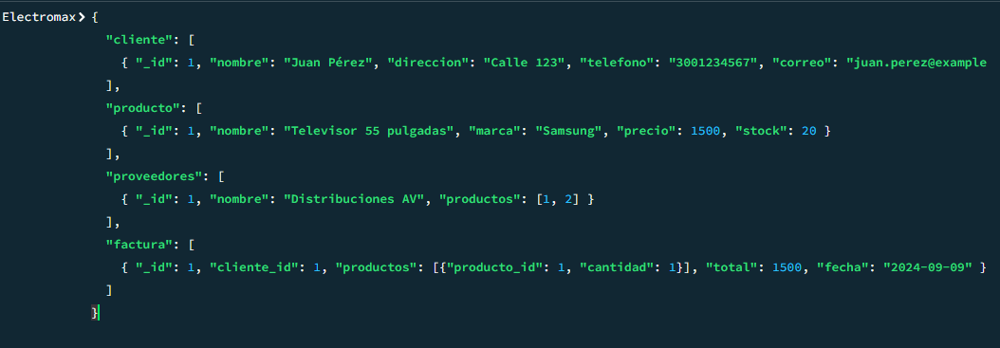 Electromax> {
"cliente": [
{ "_id": 1, "nombre": "Juan Pérez", "direccion": "Calle 123", "telefono": "3001234567", "correo": "juan.perez@example
],
"producto": [
{ "_id": 1, "nombre": "Televisor 55 pulgadas", "marca": "Samsung", "precio": 1500, "stock": 20 }
],
"proveedores": [
{ "_id": 1, "nombre": "Distribuciones AV", "productos": [1, 2] }
],
"factura": [
{ "_id": 1, "cliente_id": 1, "productos": [{"producto_id": 1, "cantidad": 1}], "total": 1500, "fecha": "2024-09-09" }
]
}